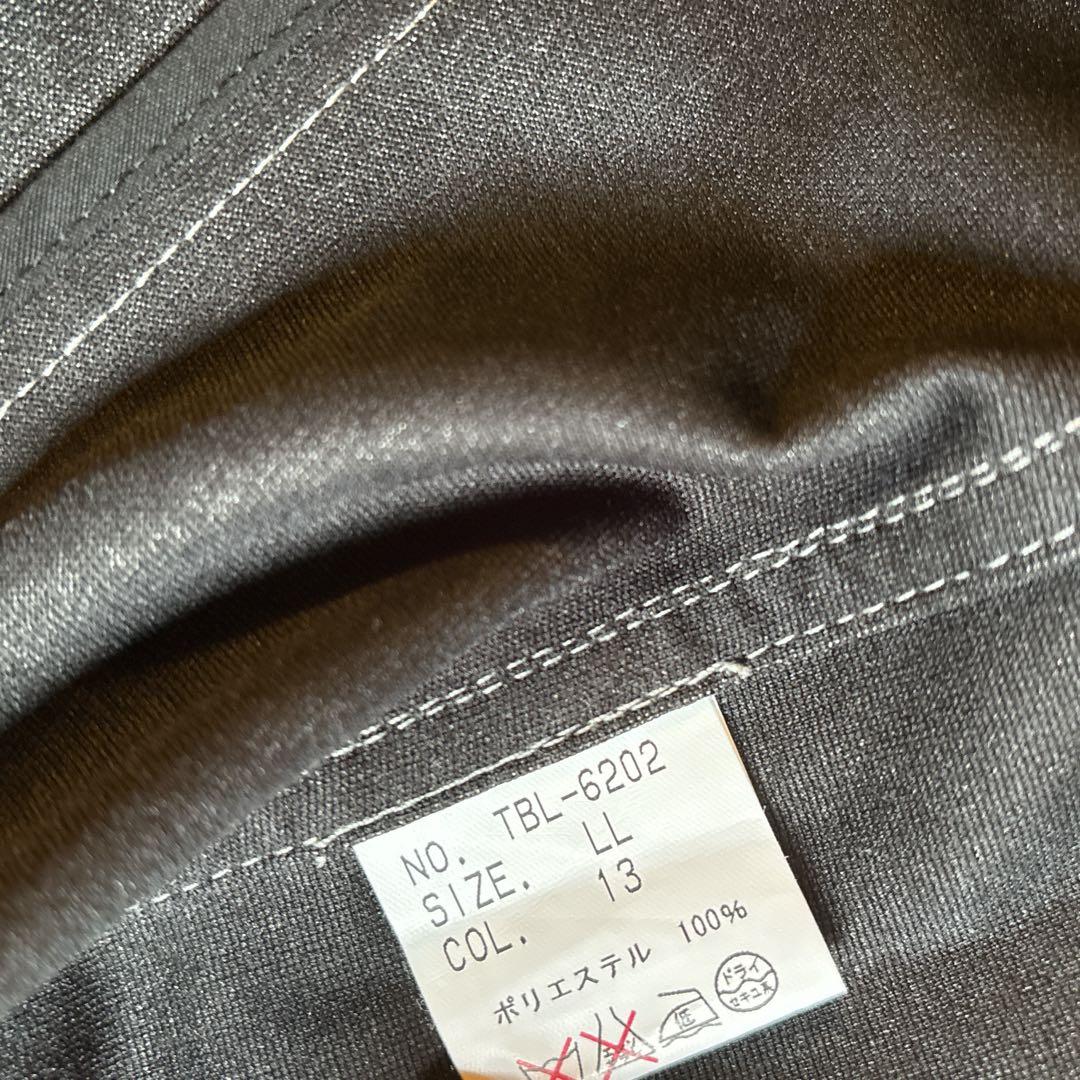 NO. TBL-6202
SIZE. LL
COL. 13
ポリエステル 100%
低
ドライ
セキユ系